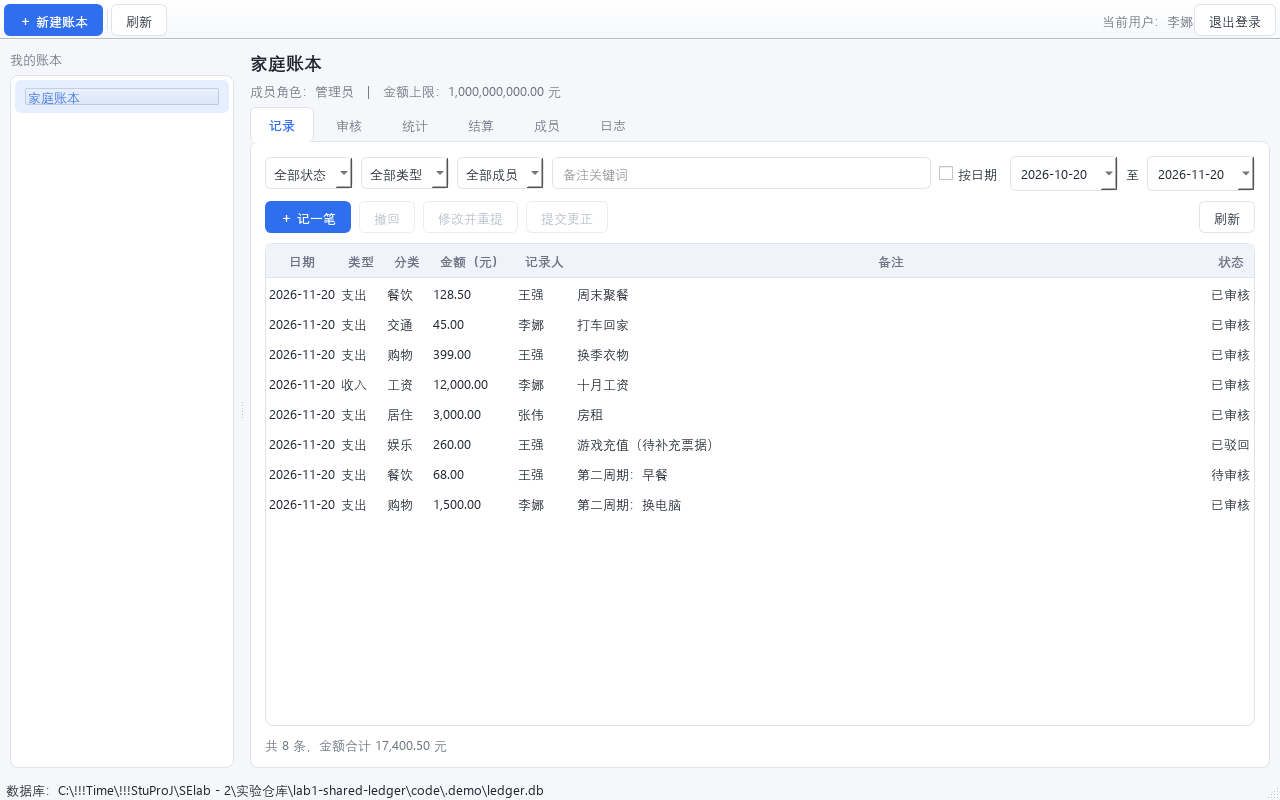 + 新建账本 刷新 当前用户：李娜 退出登录
我的账本
家庭账本
家庭账本
成员角色：管理员 | 金额上限：1,000,000,000.00 元
记录 审核 统计 结算 成员 日志
全部状态 全部类型 全部成员 备注关键词 按日期 2026-10-20 至 2026-11-20
+ 记一笔 撤回 修改并重提 提交更正 刷新
日期 类型 分类 金额（元） 记录人 备注 状态
2026-11-20 支出 餐饮 128.50 王强 周末聚餐 已审核
2026-11-20 支出 交通 45.00 李娜 打车回家 已审核
2026-11-20 支出 购物 399.00 王强 换季衣物 已审核
2026-11-20 收入 工资 12,000.00 李娜 十月工资 已审核
2026-11-20 支出 居住 3,000.00 张伟 房租 已审核
2026-11-20 支出 娱乐 260.00 王强 游戏充值（待补充票据） 已驳回
2026-11-20 支出 餐饮 68.00 王强 第二周期：早餐 待审核
2026-11-20 支出 购物 1,500.00 李娜 第二周期：换电脑 已审核
共 8 条，金额合计 17,400.50 元
数据库：C:\!!!Time\!!!StuProJ\SElab - 2\实验仓库\lab1-shared-ledger\code\.demo\ledger.db